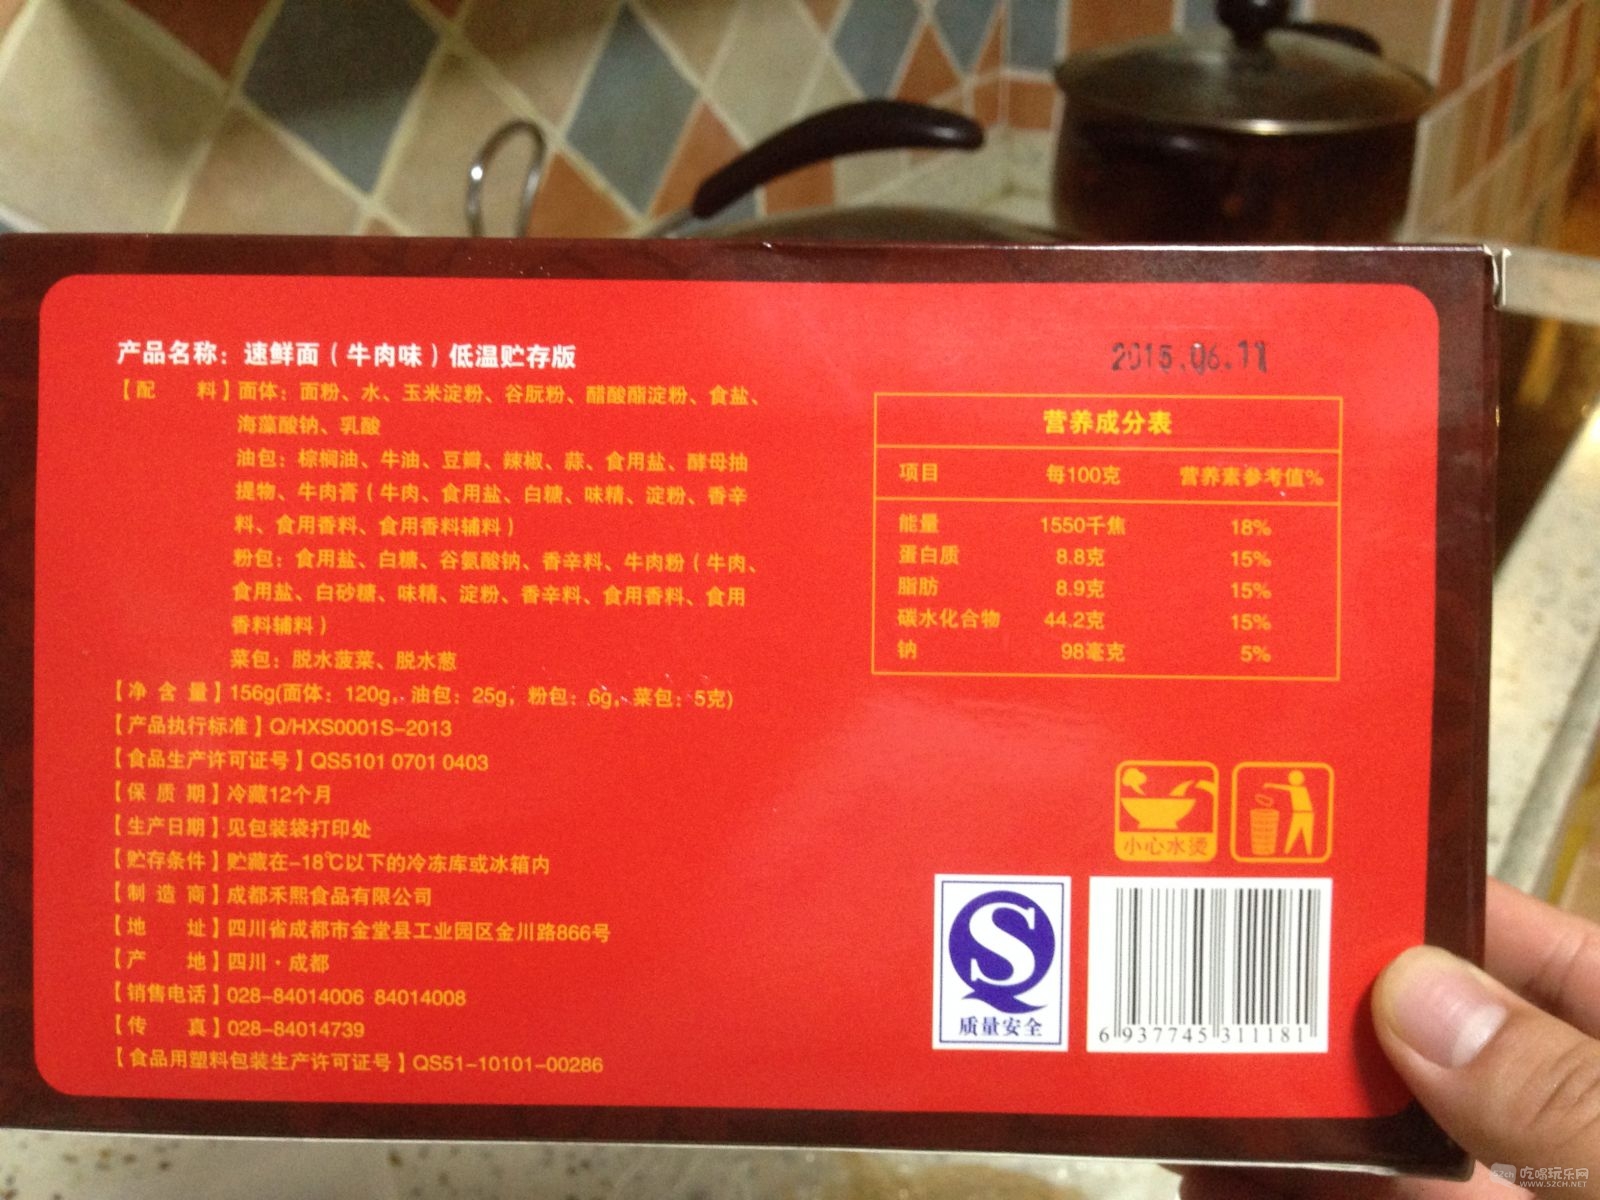 产品名称：速鲜面（牛肉味）低温贮存版
【配 料】面体：面粉、水、玉米淀粉、谷朊粉、醋酸酯淀粉、食盐、
海藻酸钠、乳酸
油包：棕榈油、牛油、豆瓣、辣椒、蒜、食用盐、酵母抽
提物、牛肉膏（牛肉、食用盐、白糖、味精、淀粉、香辛
料、食用香料、食用香料辅料）
粉包：食用盐、白糖、谷氨酸钠、香辛料、牛肉粉（牛肉、
食用盐、白砂糖、味精、淀粉、香辛料、食用香料、食用
香料辅料）
菜包：脱水菠菜、脱水葱
【净 含 量】156g(面体：120g，油包：25g，粉包：6g，菜包：5克)
【产品执行标准】Q/HXS0001S-2013
【食品生产许可证号】QS5101 0701 0403
【保 质 期】冷藏12个月
【生产日期】见包装袋打印处
【贮存条件】贮藏在-18℃以下的冷冻库或冰箱内
【制 造 商】成都禾熙食品有限公司
【地 址】四川省成都市金堂县工业园区金川路866号
【产 地】四川·成都
【销售电话】028-84014006 84014008
【传 真】028-84014739
【食品用塑料包装生产许可证号】QS51-10101-00286
2015.06.11
营养成分表
项目 每100克 营养素参考值%
能量 1550千焦 18%
蛋白质 8.8克 15%
脂肪 8.9克 15%
碳水化合物 44.2克 15%
钠 98毫克 5%
小心水烫
QS
质量安全
6 937745 311181
吃喝玩乐网
WWW.SZCH.NET